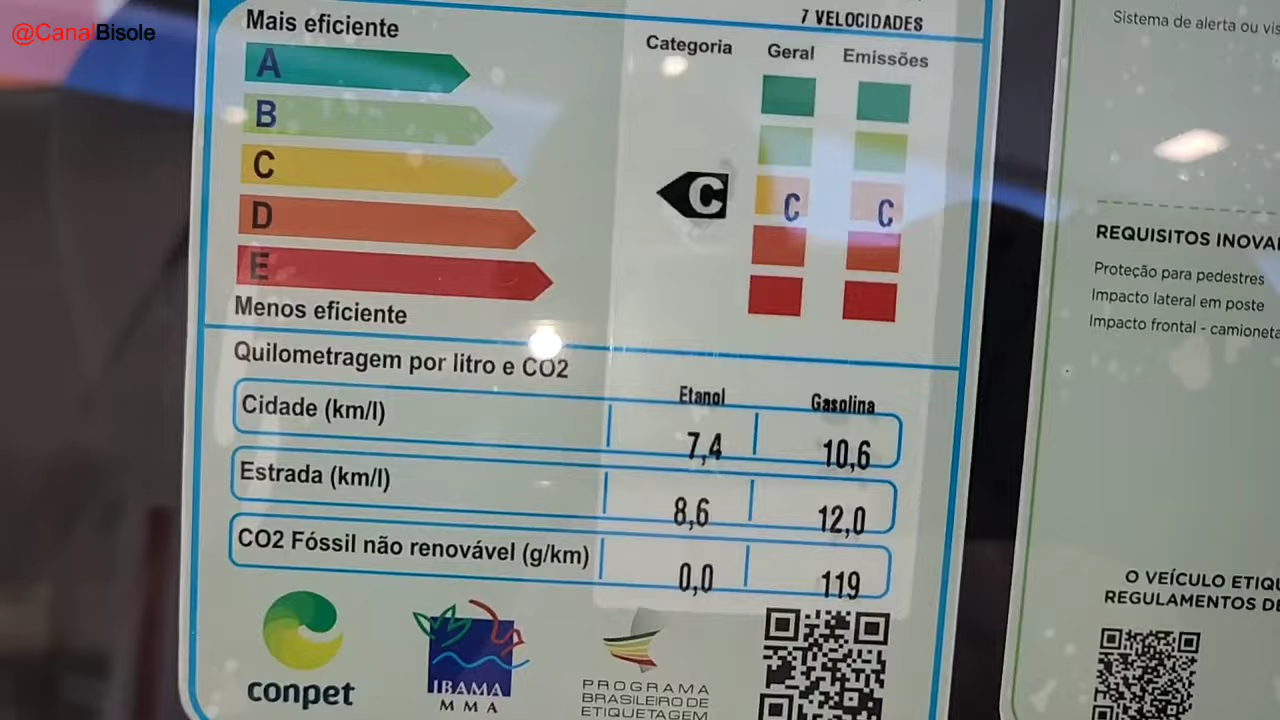 @CanalBisole
7 VELOCIDADES
Mais eficiente
Categoria Geral Emissões
A
B
C
C C C
D
E
Menos eficiente
Quilometragem por litro e CO2
Etanol Gasolina
Cidade (km/l) 7,4 10,6
Estrada (km/l) 8,6 12,0
CO2 Fóssil não renovável (g/km) 0,0 119
conpet
IBAMA
MMA
PROGRAMA
BRASILEIRO DE
ETIQUETAGEM
Sistema de alerta ou vis
REQUISITOS INOVA
Proteção para pedestres
Impacto lateral em poste
Impacto frontal - camioneta
O VEÍCULO ETIQU
REGULAMENTOS DE